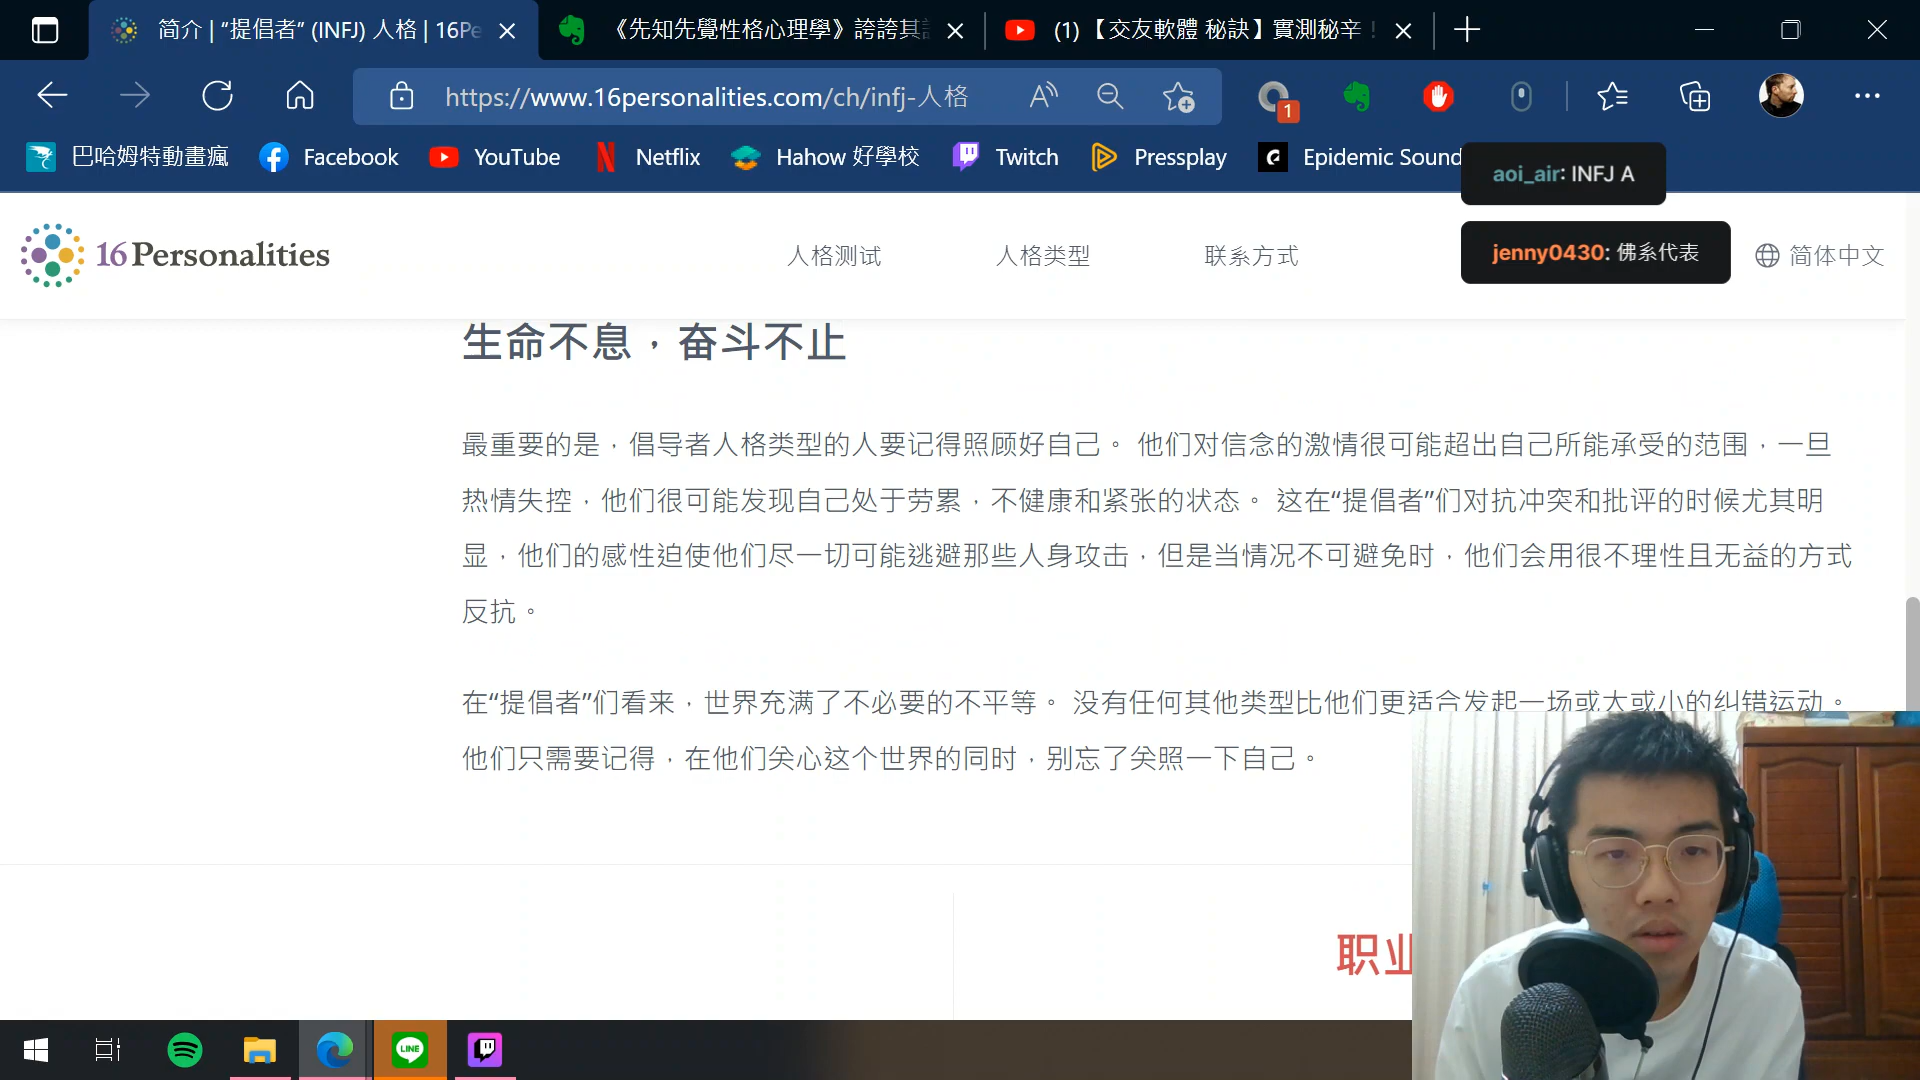 简介 | “提倡者” (INFJ) 人格 | 16Pe
《先知先覺性格心理學》誇誇其
(1) 【交友軟體 秘訣】實測秘辛！
https://www.16personalities.com/ch/infj-人格
1
巴哈姆特動畫瘋
Facebook
YouTube
Netflix
Hahow 好學校
Twitch
Pressplay
Epidemic Sound
aoi_air: INFJ A
jenny0430: 佛系代表
16Personalities
人格测试
人格类型
联系方式
简体中文
生命不息，奋斗不止
最重要的是，倡导者人格类型的人要记得照顾好自己。 他们对信念的激情很可能超出自己所能承受的范围，一旦
热情失控，他们很可能发现自己处于劳累，不健康和紧张的状态。 这在“提倡者”们对抗冲突和批评的时候尤其明
显，他们的感性迫使他们尽一切可能逃避那些人身攻击，但是当情况不可避免时，他们会用很不理性且无益的方式
反抗。
在“提倡者”们看来，世界充满了不必要的不平等。 没有任何其他类型比他们更适合发起一场或大或小的纠错运动。
他们只需要记得，在他们关心这个世界的同时，别忘了关照一下自己。
职业
LINE